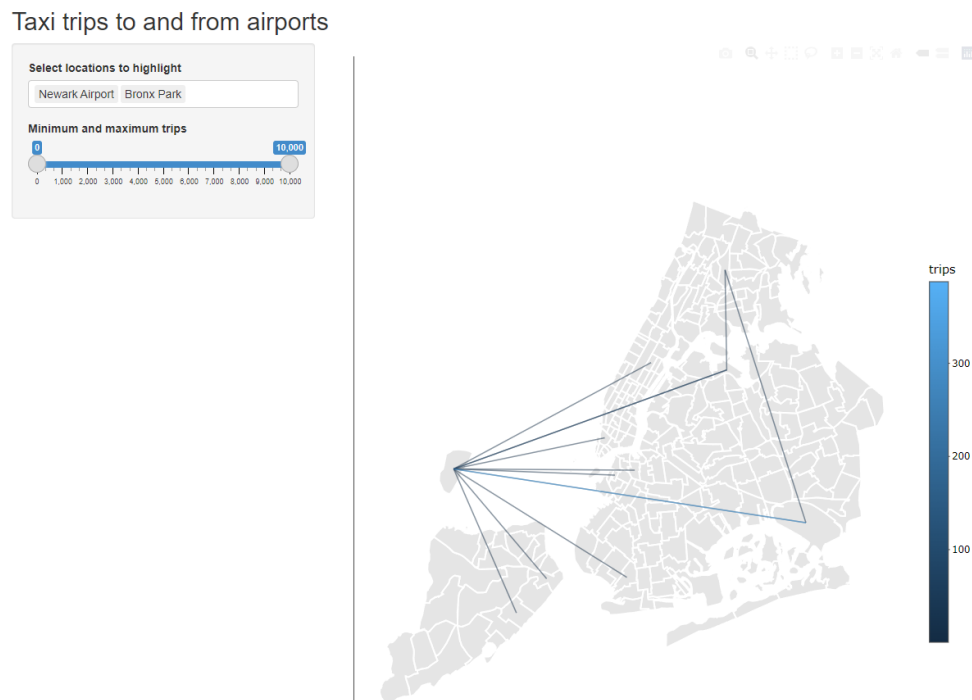 Taxi trips to and from airports
Select locations to highlight
Newark Airport Bronx Park
Minimum and maximum trips
0 10,000
0 1,000 2,000 3,000 4,000 5,000 6,000 7,000 8,000 9,000 10,000
trips
300
200
100